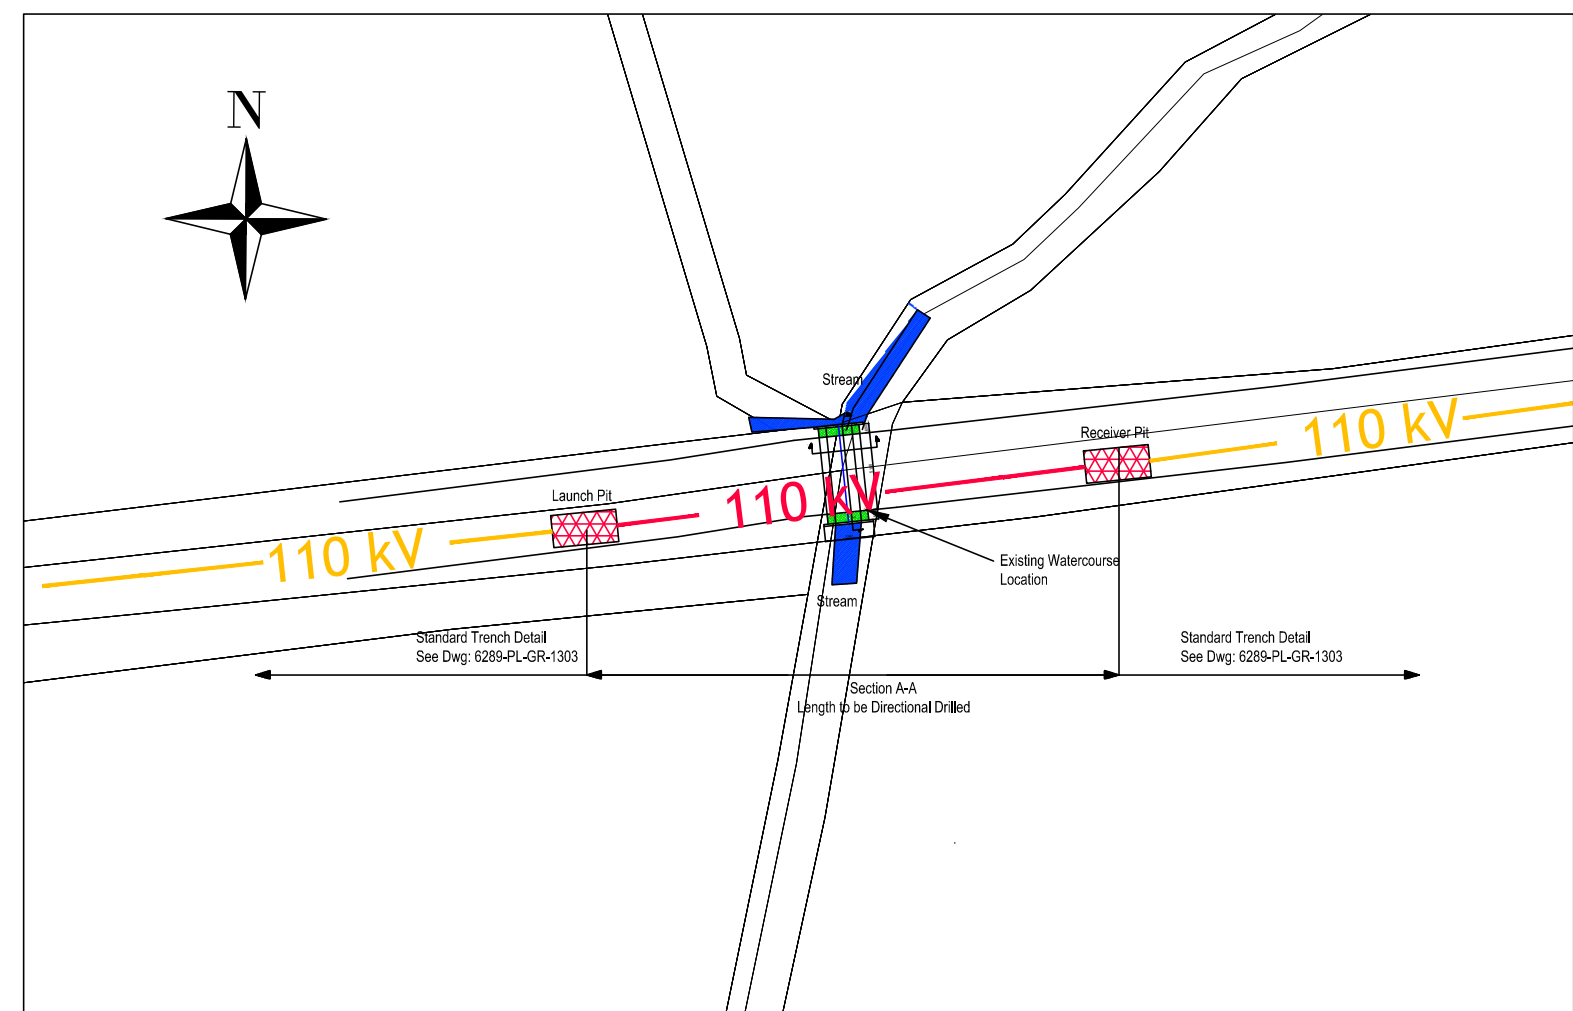 N
Stream
Receiver Pit
110 kV
Launch Pit
110 kV
110 kV
Existing Watercourse
Location
Stream
Standard Trench Detail
See Dwg: 6289-PL-GR-1303
Standard Trench Detail
See Dwg: 6289-PL-GR-1303
Section A-A
Length to be Directional Drilled